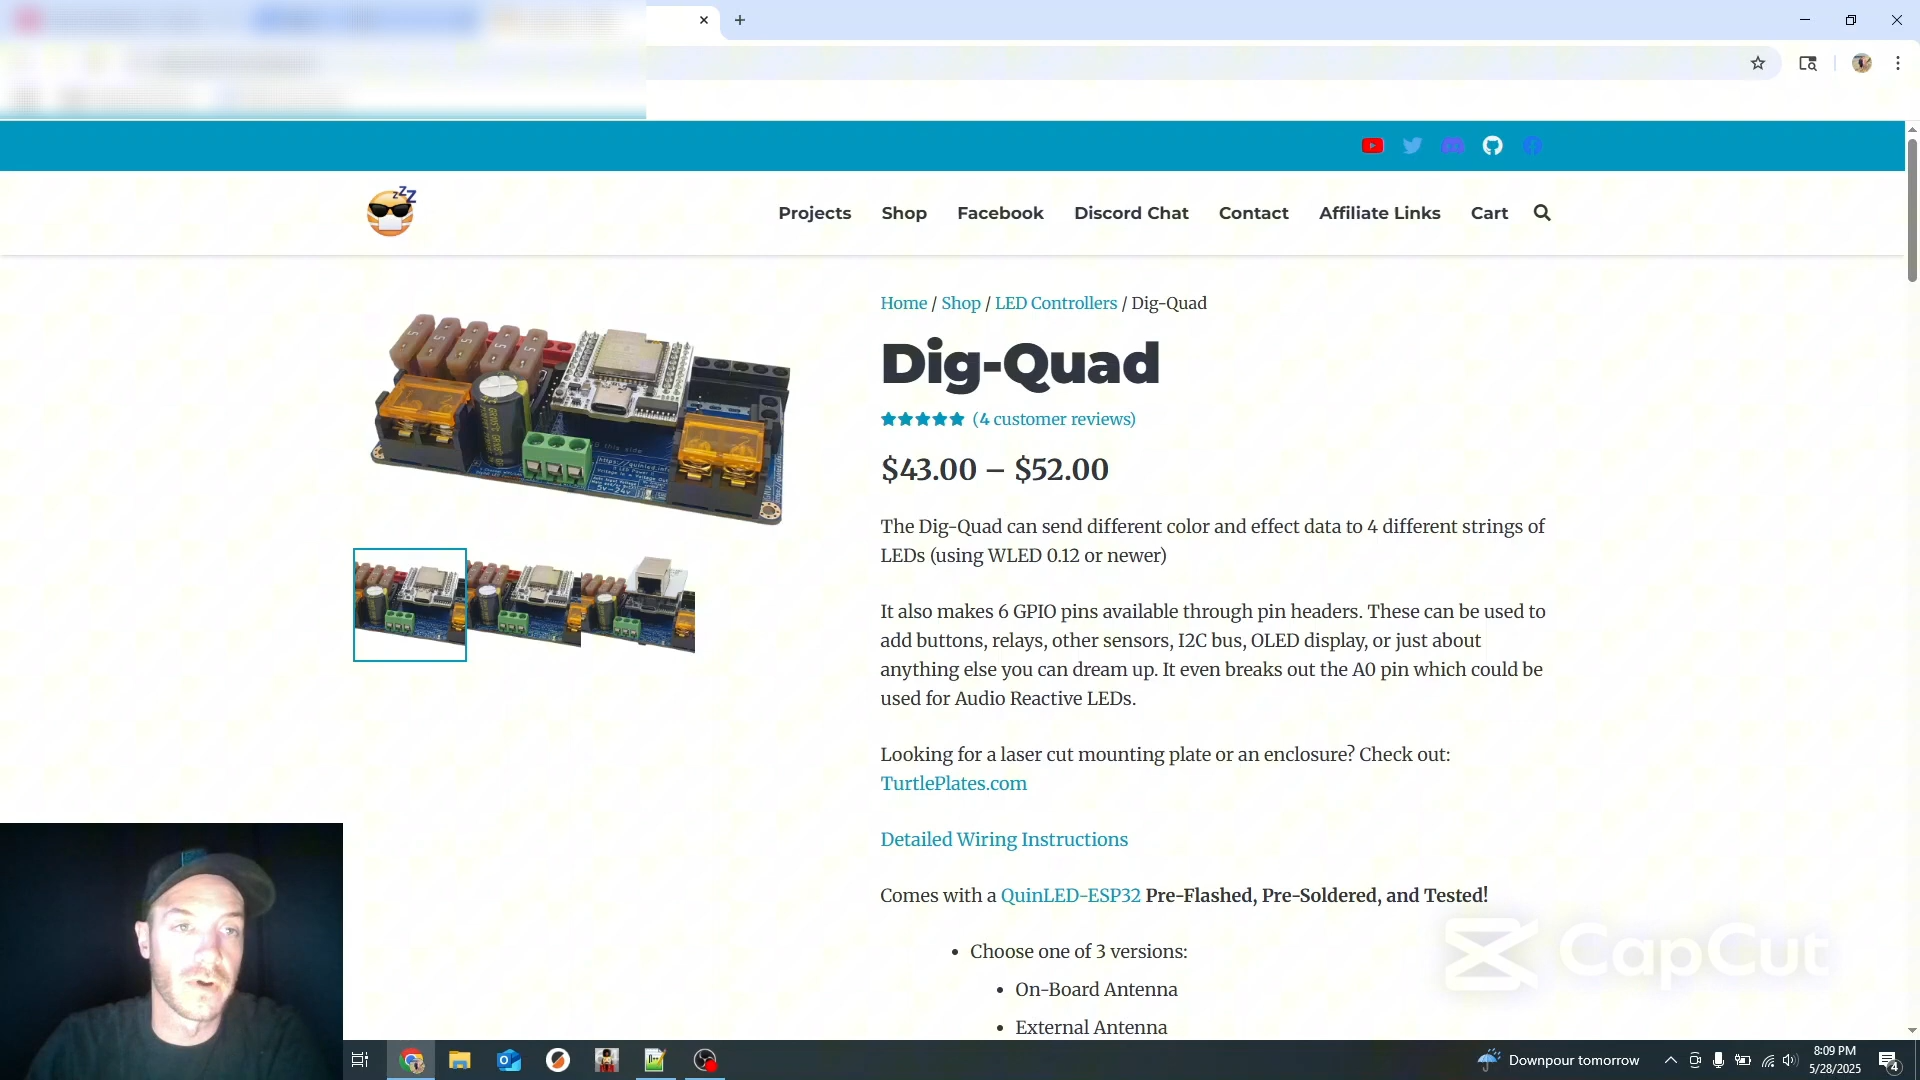 Projects Shop Facebook Discord Chat Contact Affiliate Links Cart
Home / Shop / LED Controllers / Dig-Quad
Dig-Quad
(4 customer reviews)
$43.00 – $52.00
The Dig-Quad can send different color and effect data to 4 different strings of
LEDs (using WLED 0.12 or newer)
It also makes 6 GPIO pins available through pin headers. These can be used to
add buttons, relays, other sensors, I2C bus, OLED display, or just about
anything else you can dream up. It even breaks out the A0 pin which could be
used for Audio Reactive LEDs.
Looking for a laser cut mounting plate or an enclosure? Check out:
TurtlePlates.com
Detailed Wiring Instructions
Comes with a QuinLED-ESP32 Pre-Flashed, Pre-Soldered, and Tested!
• Choose one of 3 versions:
• On-Board Antenna
• External Antenna
CapCut
Downpour tomorrow
8:09 PM
5/28/2025
4